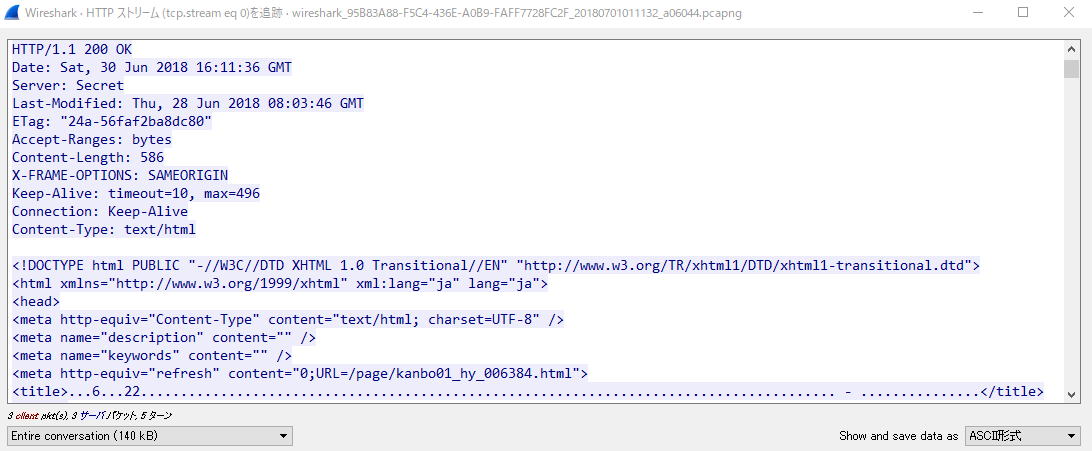 Wireshark · HTTP ストリーム (tcp.stream eq 0)を追跡 · wireshark_95B83A88-F5C4-436E-A0B9-FAFF7728FC2F_20180701011132_a06044.pcapng
HTTP/1.1 200 OK
Date: Sat, 30 Jun 2018 16:11:36 GMT
Server: Secret
Last-Modified: Thu, 28 Jun 2018 08:03:46 GMT
ETag: "24a-56faf2ba8dc80"
Accept-Ranges: bytes
Content-Length: 586
X-FRAME-OPTIONS: SAMEORIGIN
Keep-Alive: timeout=10, max=496
Connection: Keep-Alive
Content-Type: text/html
<!DOCTYPE html PUBLIC "-//W3C//DTD XHTML 1.0 Transitional//EN" "http://www.w3.org/TR/xhtml1/DTD/xhtml1-transitional.dtd">
<html xmlns="http://www.w3.org/1999/xhtml" xml:lang="ja" lang="ja">
<head>
<meta http-equiv="Content-Type" content="text/html; charset=UTF-8" />
<meta name="description" content="" />
<meta name="keywords" content="" />
<meta http-equiv="refresh" content="0;URL=/page/kanbo01_hy_006384.html">
<title>...6...22....................................................................................... - ...............</title>
3 client pkt(s), 3 サーバ パケット, 5 ターン
Entire conversation (140 kB)
Show and save data as ASCII形式